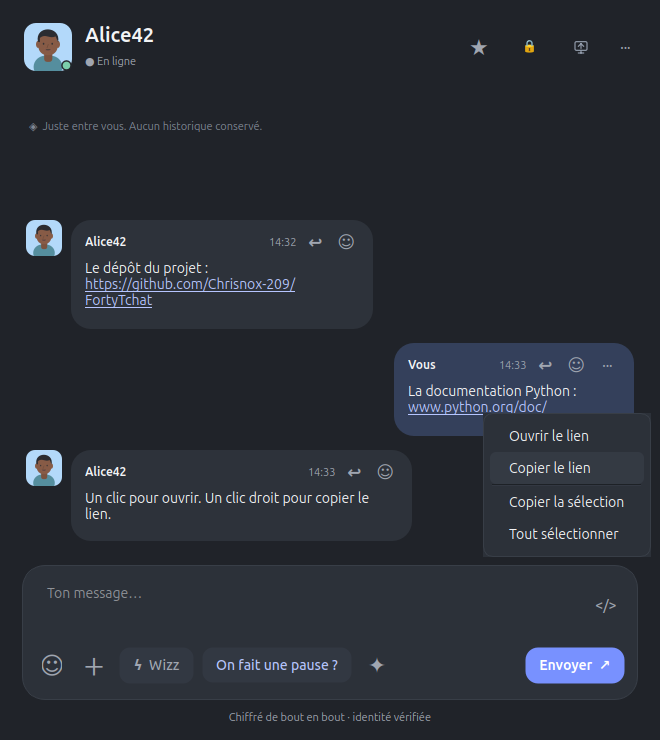 Alice42
En ligne
Juste entre vous. Aucun historique conservé.
Alice42 14:32
Le dépôt du projet :
https://github.com/Chrisnox-209/
FortyTchat
Vous 14:33
La documentation Python :
www.python.org/doc/
Ouvrir le lien
Copier le lien
Copier la sélection
Tout sélectionner
Alice42 14:33
Un clic pour ouvrir. Un clic droit pour copier le
lien.
Ton message…
</>
Wizz
On fait une pause ?
Envoyer ↗
Chiffré de bout en bout · identité vérifiée